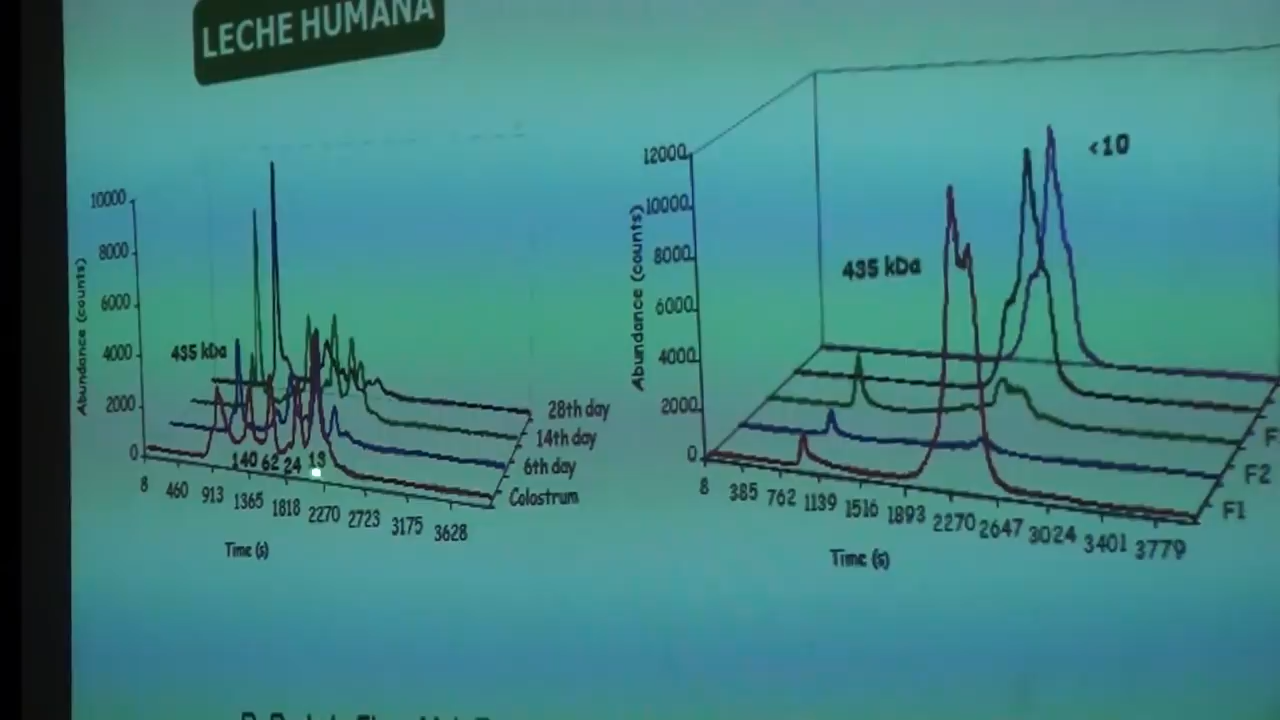 LECHE HUMANA
10000
8000
6000
4000
2000
0
Abundance (counts)
435 kDa
140 62 24 13
8 460 913 1365 1818 2270 2723 3175 3628
Time (s)
28th day
14th day
6th day
Colostrum
12000
10000
8000
6000
4000
2000
0
Abundance (counts)
435 kDa
<10
8 385 762 1139 1516 1893 2270 2647 3024 3401 3779
Time (s)
F
F2
F1